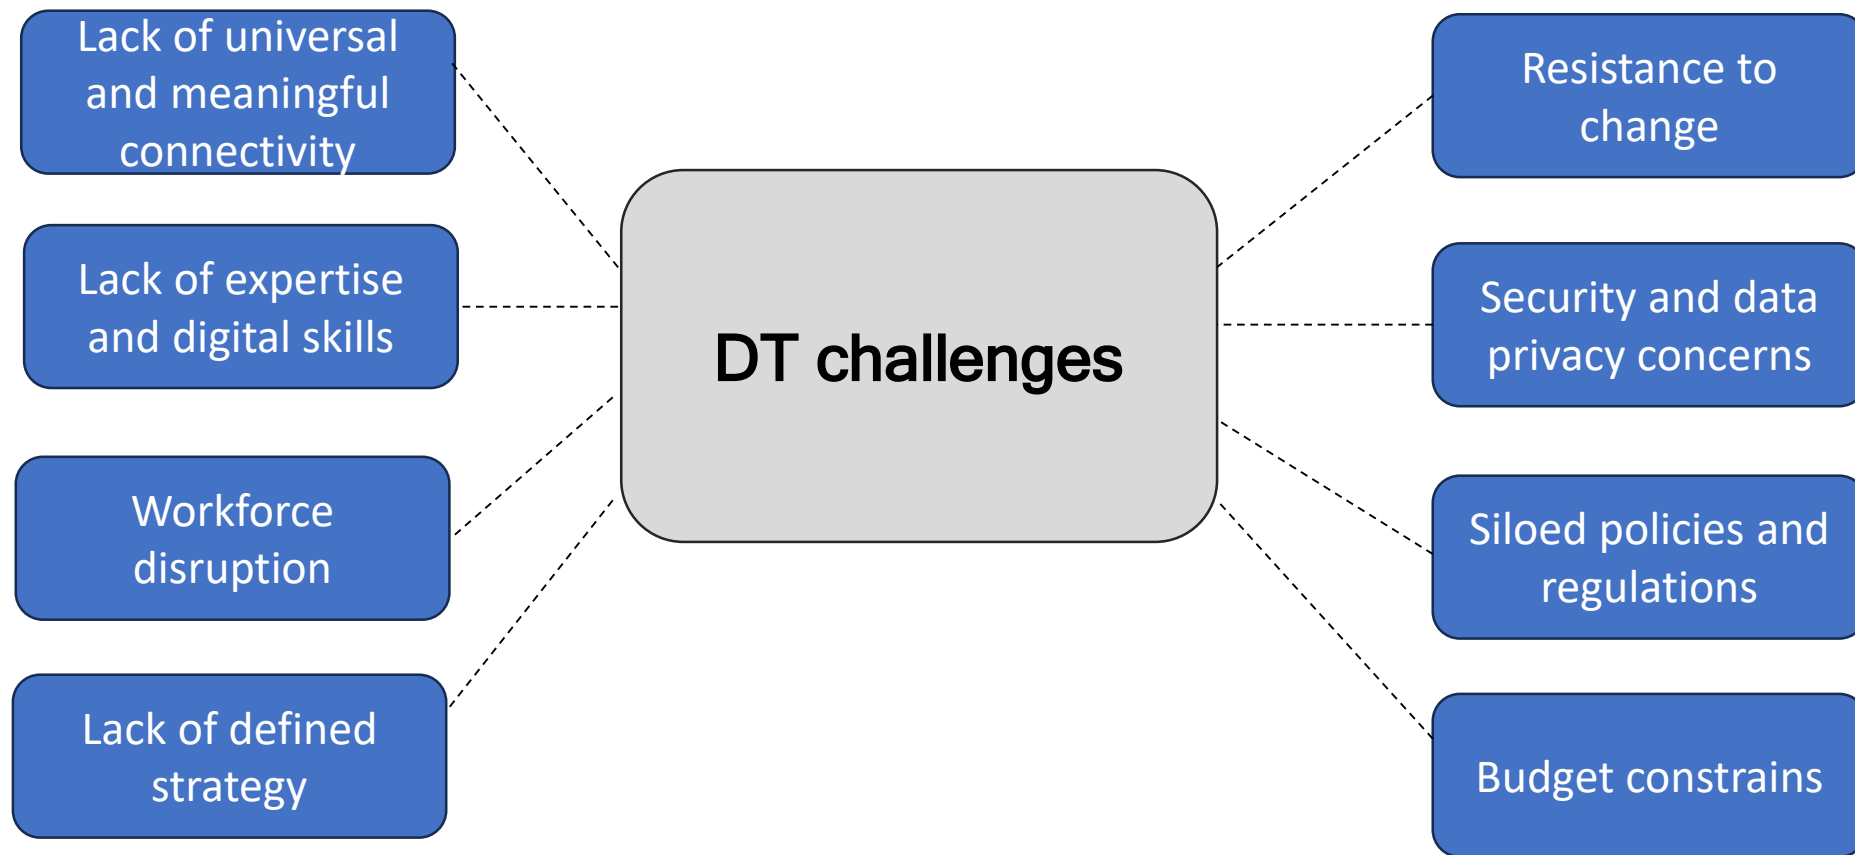 Lack of universal
and meaningful
connectivity
Lack of expertise
and digital skills
Workforce
disruption
Lack of defined
strategy
DT challenges
Resistance to
change
Security and data
privacy concerns
Siloed policies and
regulations
Budget constrains